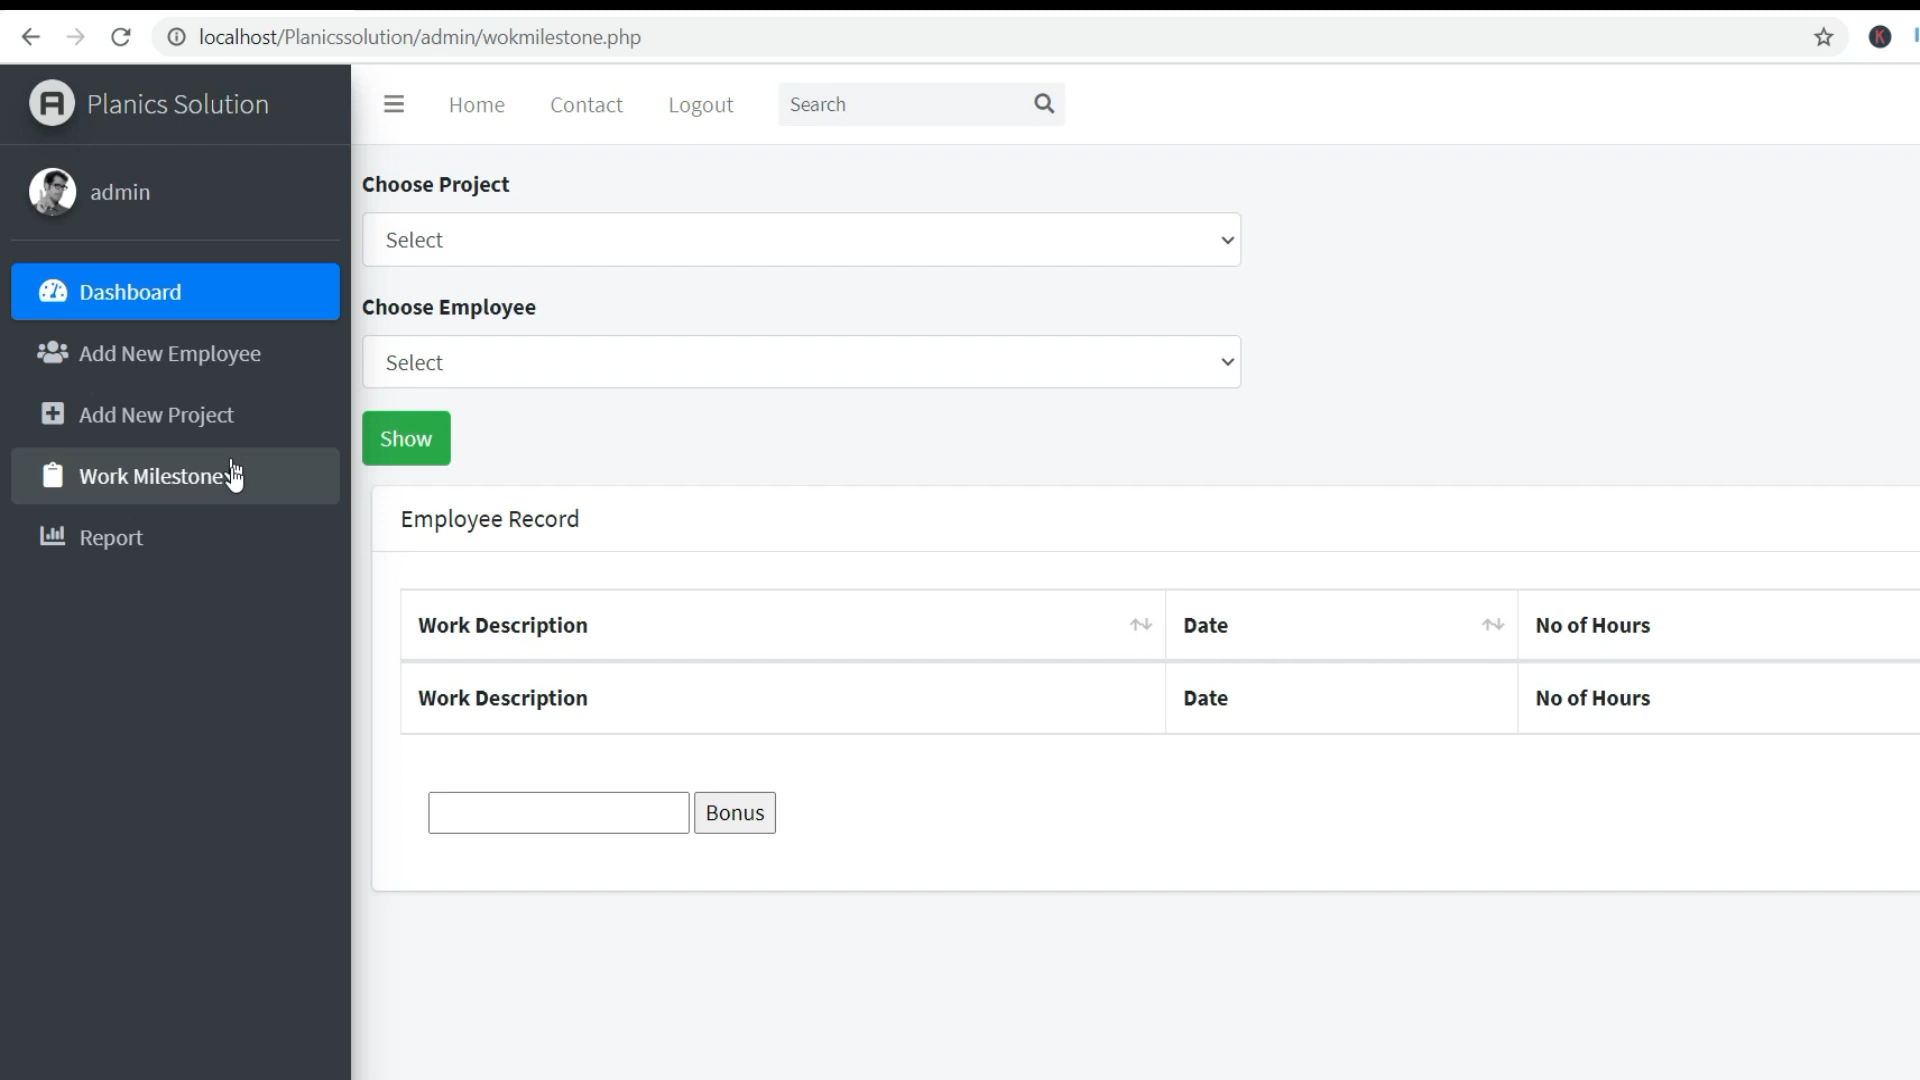 localhost/Planicssolution/admin/wokmilestone.php
K
A Planics Solution
Home Contact Logout Search
admin
Dashboard
Add New Employee
Add New Project
Work Milestone
Report
Choose Project
Select
Choose Employee
Select
Show
Employee Record
Work Description Date No of Hours
Work Description Date No of Hours
Bonus